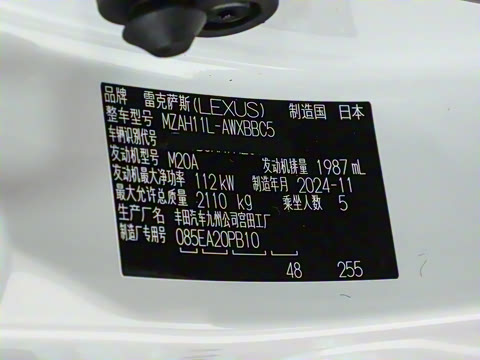 品牌 雷克萨斯(LEXUS) 制造国 日本
整车型号 MZAH11L-AWXBBC5
车辆识别代号
发动机型号 M20A 发动机排量 1987 mL
发动机最大净功率 112 kW 制造年月 2024-11
最大允许总质量 2110 kg 乘坐人数 5
生产厂名 丰田汽车九州公司宫田工厂
制造厂专用号 085EA20PB10
48 255